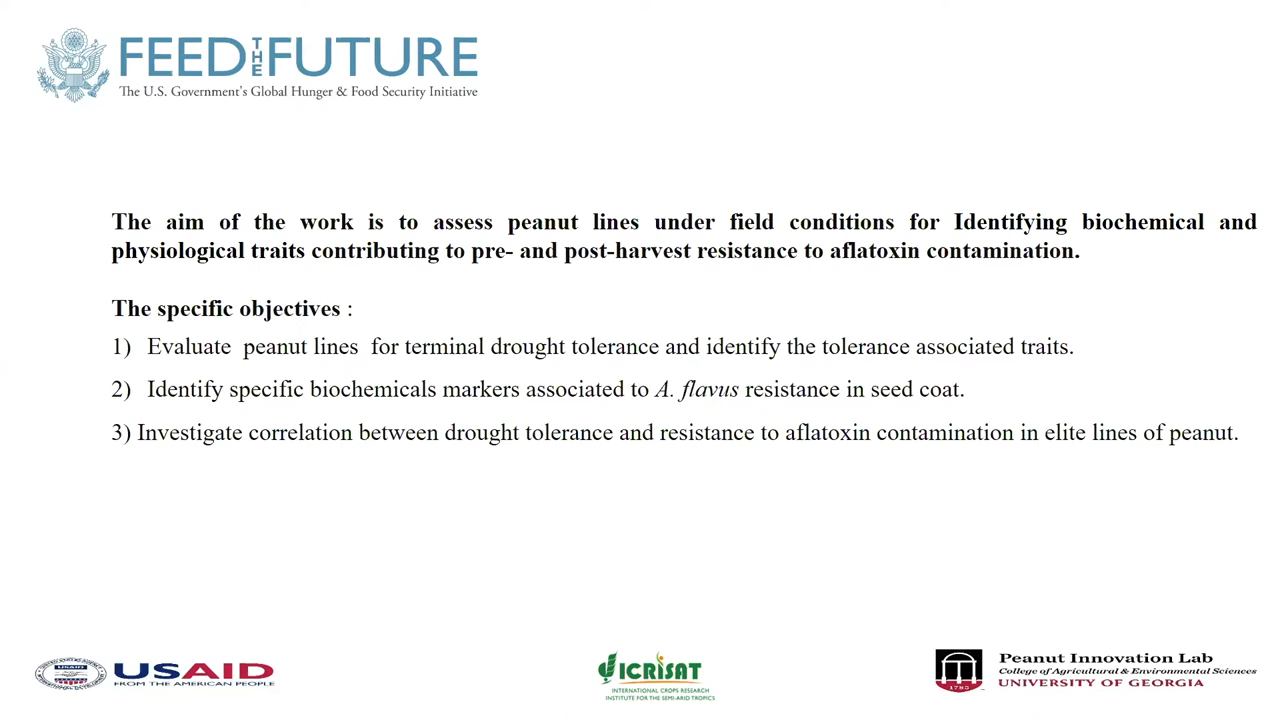 FEED THE FUTURE
The U.S. Government's Global Hunger & Food Security Initiative
The aim of the work is to assess peanut lines under field conditions for Identifying biochemical and
physiological traits contributing to pre- and post-harvest resistance to aflatoxin contamination.
The specific objectives :
1) Evaluate peanut lines for terminal drought tolerance and identify the tolerance associated traits.
2) Identify specific biochemicals markers associated to A. flavus resistance in seed coat.
3) Investigate correlation between drought tolerance and resistance to aflatoxin contamination in elite lines of peanut.
USAID
FROM THE AMERICAN PEOPLE
ICRISAT
INTERNATIONAL CROPS RESEARCH
INSTITUTE FOR THE SEMI-ARID TROPICS
1785
Peanut Innovation Lab
College of Agricultural & Environmental Sciences
UNIVERSITY OF GEORGIA